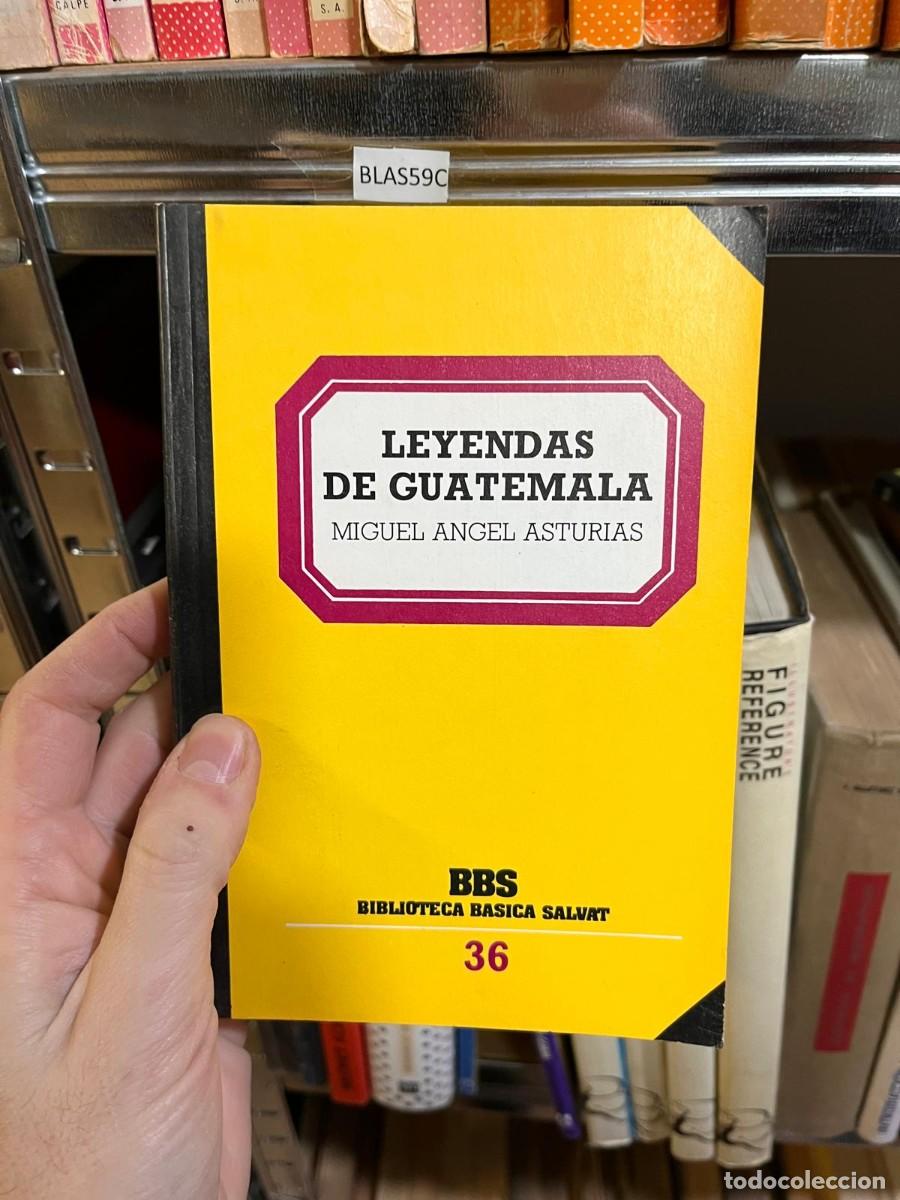 CALPE
S. A.
BLAS59C
LEYENDAS
DE GUATEMALA
MIGUEL ANGEL ASTURIAS
FIGURE
REFERENCE
BBS
BIBLIOTECA BASICA SALVAT
36
todocoleccion